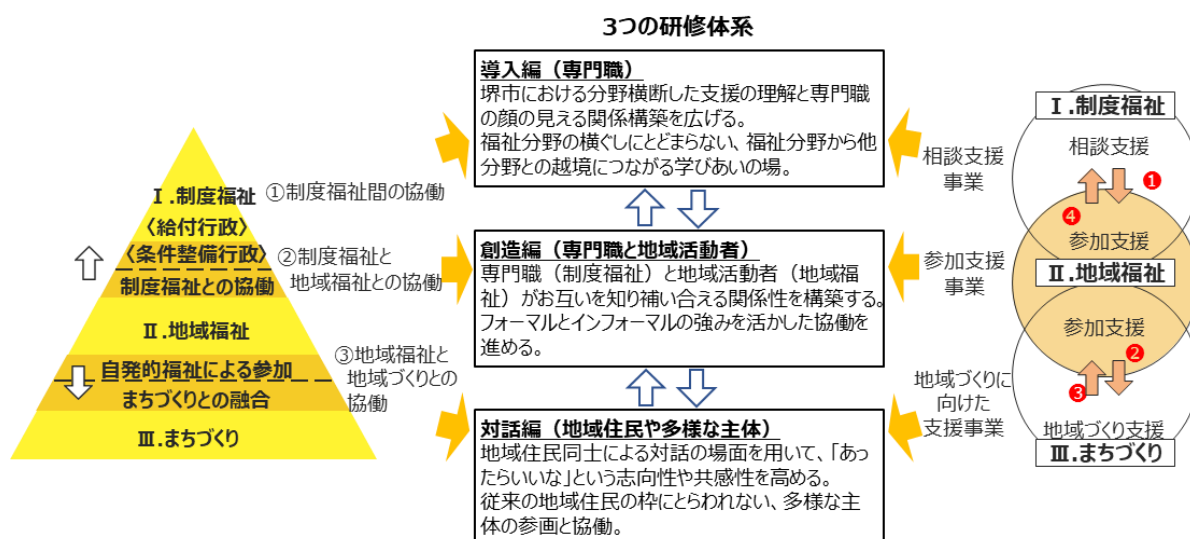 3つの研修体系
Ⅰ.制度福祉
〈給付行政〉
〈条件整備行政〉
制度福祉との協働
Ⅱ.地域福祉
自発的福祉による参加
まちづくりとの融合
Ⅲ.まちづくり
①制度福祉間の協働
②制度福祉と
地域福祉との協働
③地域福祉と
地域づくりとの
協働
導入編（専門職）
堺市における分野横断した支援の理解と専門職
の顔の見える関係構築を広げる。
福祉分野の横ぐしにとどまらない、福祉分野から他
分野との越境につながる学びあいの場。
創造編（専門職と地域活動者）
専門職（制度福祉）と地域活動者（地域福
祉）がお互いを知り補い合える関係性を構築する。
フォーマルとインフォーマルの強みを活かした協働を
進める。
対話編（地域住民や多様な主体）
地域住民同士による対話の場面を用いて、「あっ
たらいいな」という志向性や共感性を高める。
従来の地域住民の枠にとらわれない、多様な主
体の参画と協働。
相談支援
事業
参加支援
事業
地域づくりに
向けた
支援事業
Ⅰ.制度福祉
相談支援
❶
❹
参加支援
Ⅱ.地域福祉
参加支援
❷
❸
地域づくり支援
Ⅲ.まちづくり